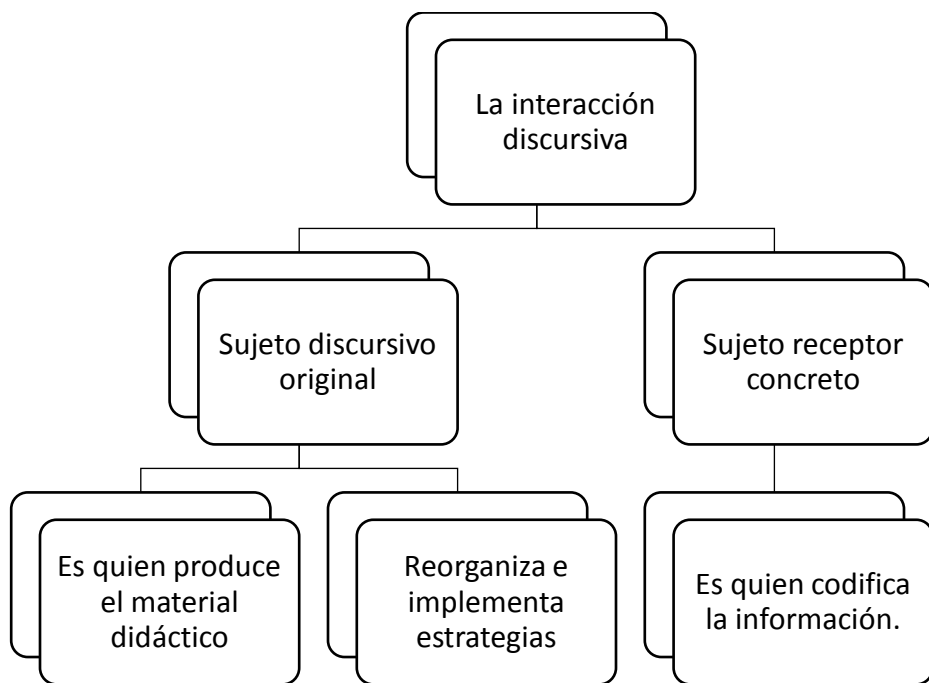 La interacción
discursiva
Sujeto discursivo
original
Sujeto receptor
concreto
Es quien produce
el material
didáctico
Reorganiza e
implementa
estrategias
Es quien codifica
la información.